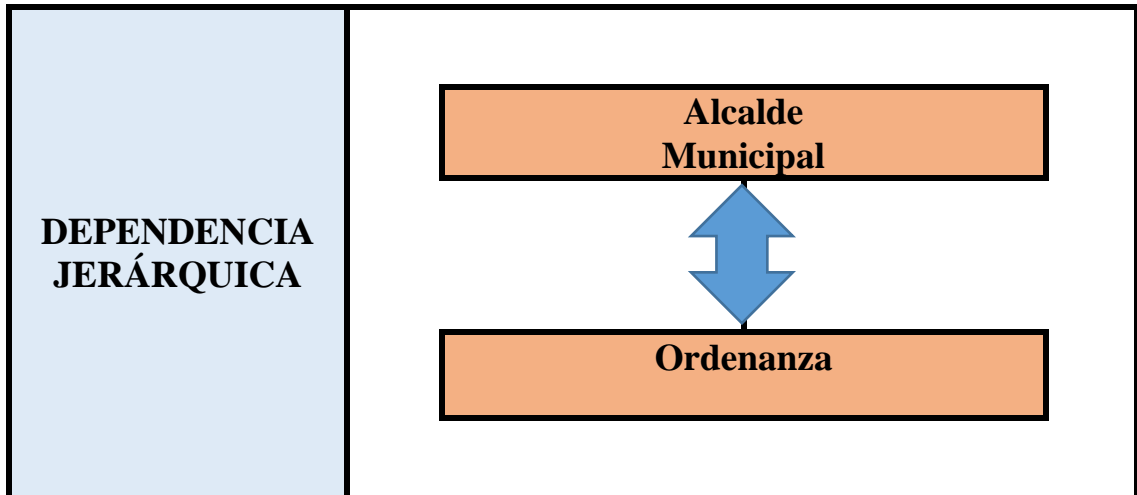 DEPENDENCIA
JERÁRQUICA
Alcalde
Municipal
Ordenanza